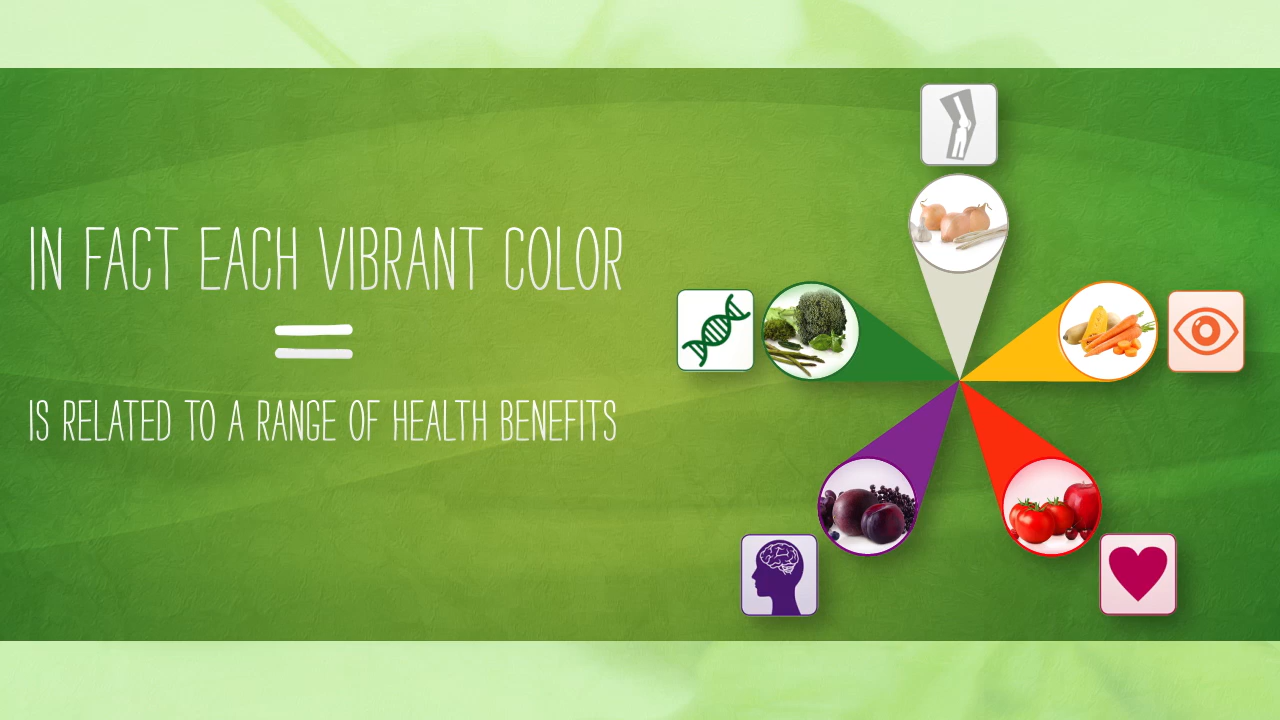 IN FACT EACH VIBRANT COLOR
=
IS RELATED TO A RANGE OF HEALTH BENEFITS